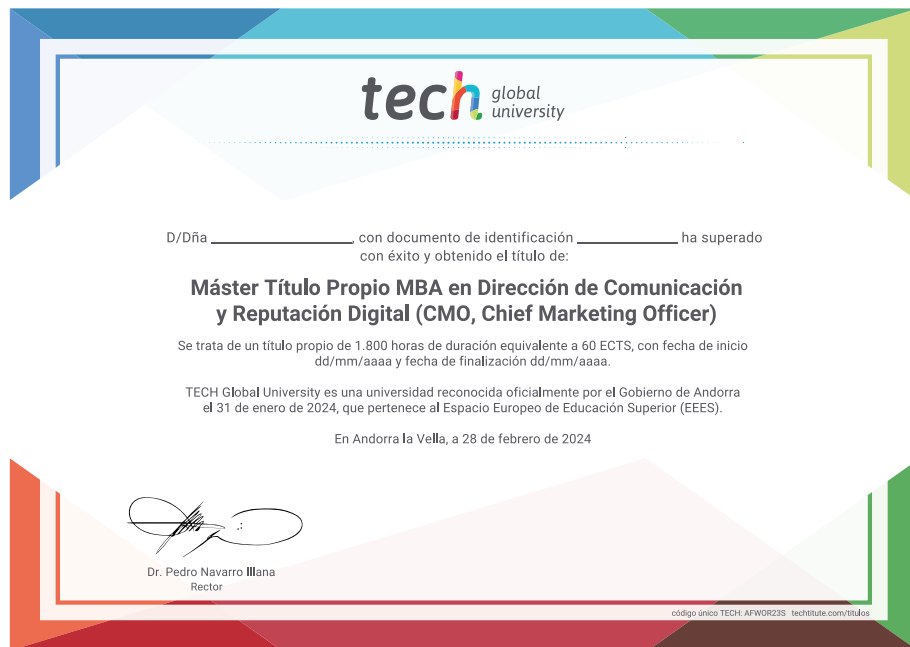 tech global university
D/Dña ____________________, con documento de identificación ______________ ha superado
con éxito y obtenido el título de:
Máster Título Propio MBA en Dirección de Comunicación
y Reputación Digital (CMO, Chief Marketing Officer)
Se trata de un título propio de 1.800 horas de duración equivalente a 60 ECTS, con fecha de inicio
dd/mm/aaaa y fecha de finalización dd/mm/aaaa.
TECH Global University es una universidad reconocida oficialmente por el Gobierno de Andorra
el 31 de enero de 2024, que pertenece al Espacio Europeo de Educación Superior (EEES).
En Andorra la Vella, a 28 de febrero de 2024
Dr. Pedro Navarro Illana
Rector
código único TECH: AFWOR23S techtitute.com/titulos